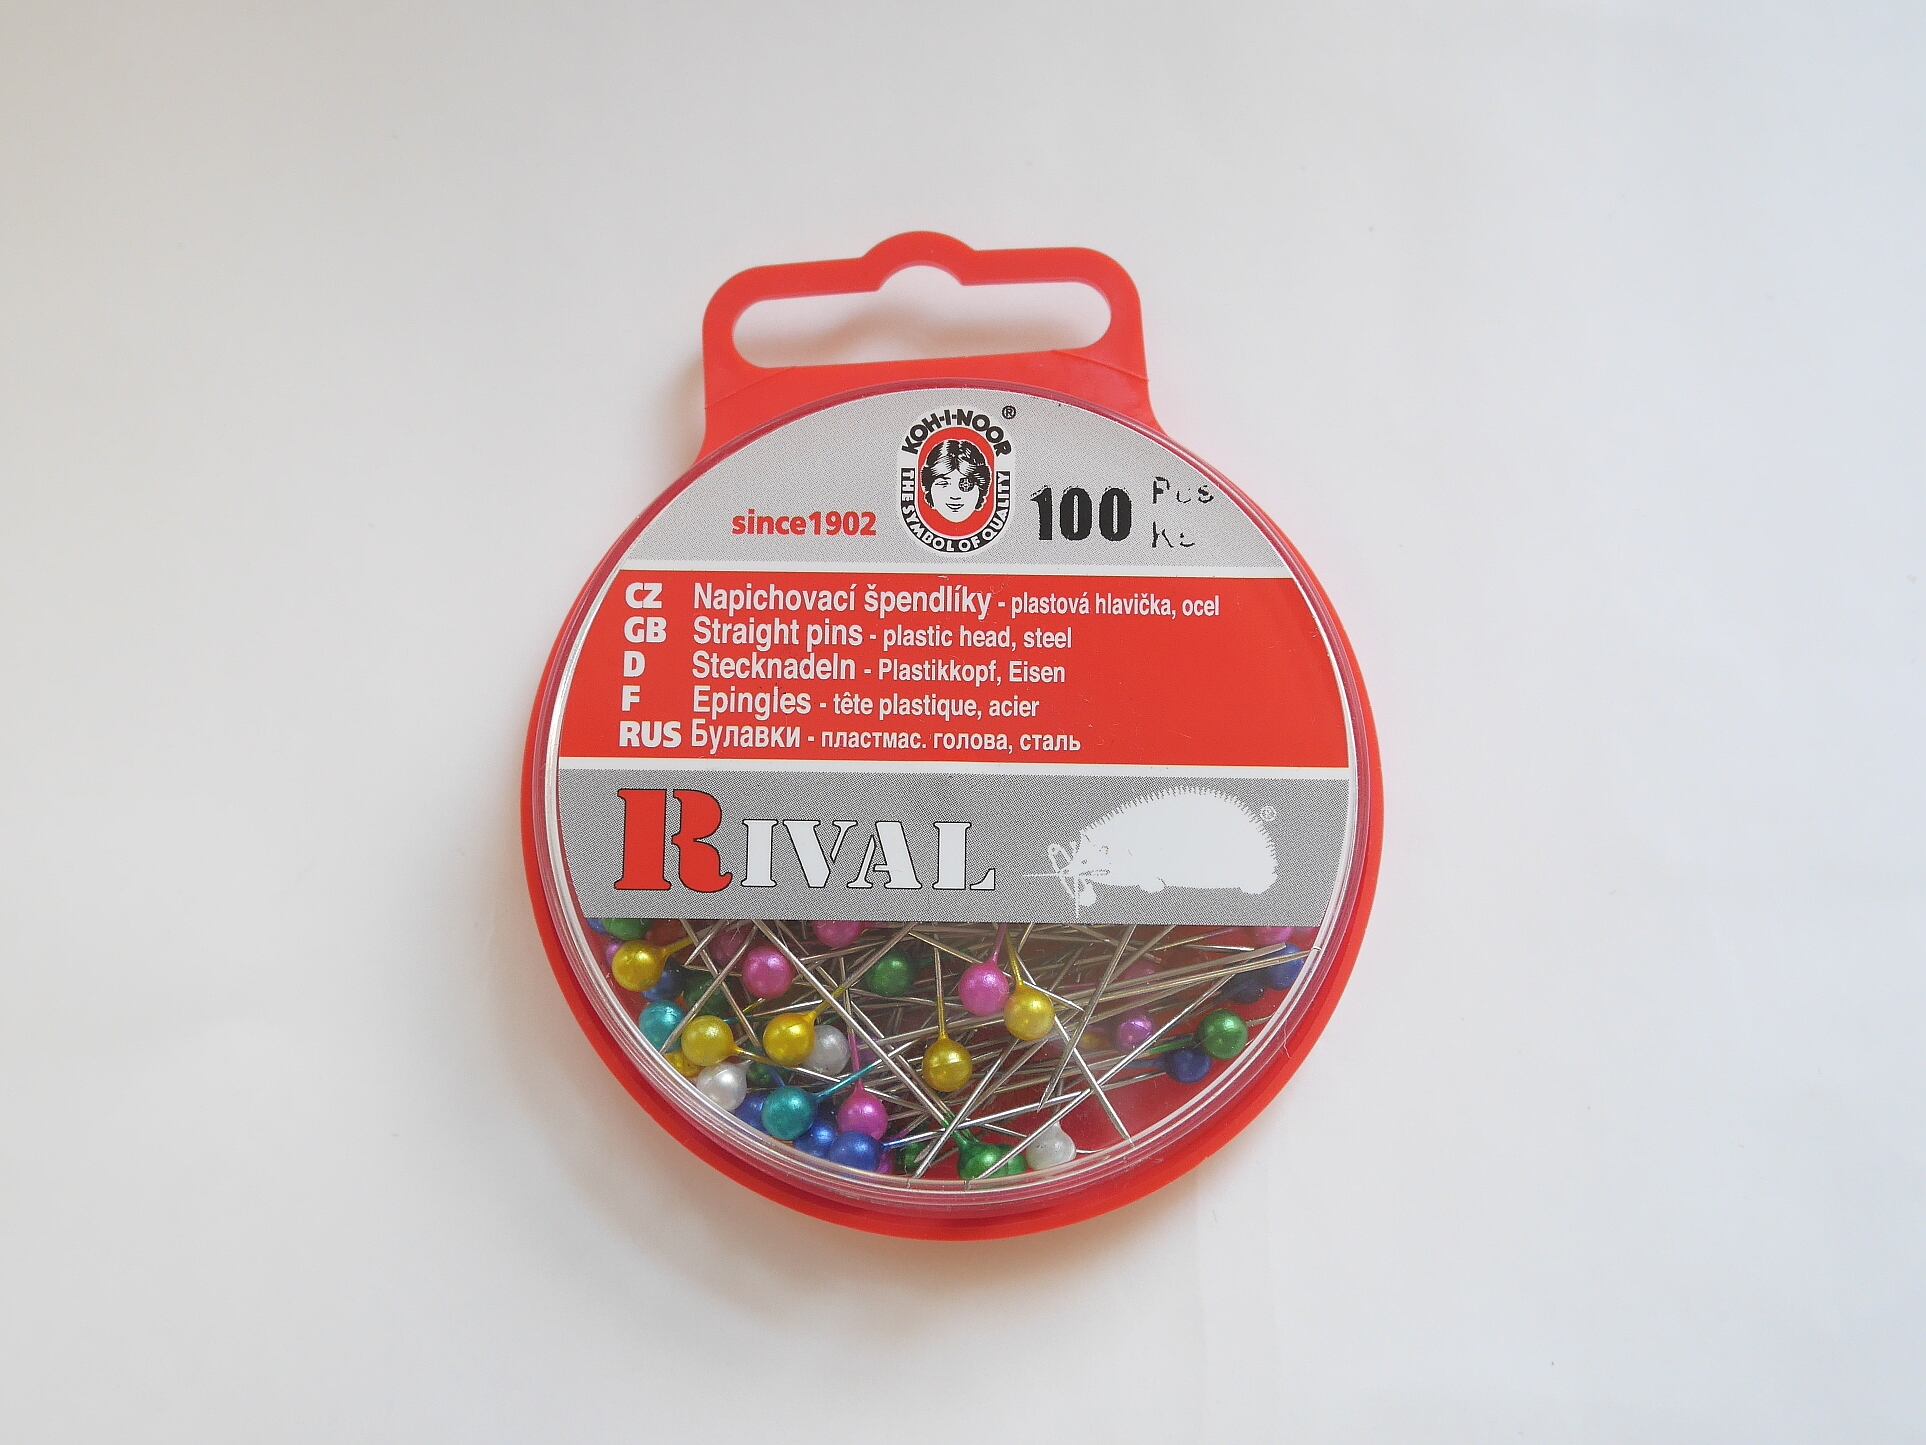 KOH-I-NOOR ®
THE SYMBOL OF QUALITY
since1902
100 Pcs
CZ Napichovací špendlíky - plastová hlavička, ocel
GB Straight pins - plastic head, steel
D Stecknadeln - Plastikkopf, Eisen
F Epingles - tête plastique, acier
RUS Булавки - пластмас. голова, сталь
RIVAL ®